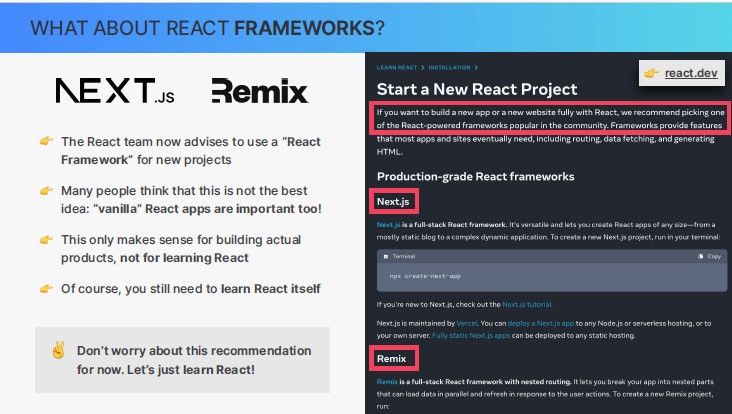 WHAT ABOUT REACT FRAMEWORKS?
NEXT.JS
Remix
👉 The React team now advises to use a "React
Framework" for new projects
👉 Many people think that this is not the best
idea: "vanilla" React apps are important too!
👉 This only makes sense for building actual
products, not for learning React
👉 Of course, you still need to learn React itself
✌️ Don't worry about this recommendation
for now. Let's just learn React!
👉 react.dev
LEARN REACT > INSTALLATION >
Start a New React Project
If you want to build a new app or a new website fully with React, we recommend picking one
of the React-powered frameworks popular in the community. Frameworks provide features
that most apps and sites eventually need, including routing, data fetching, and generating
HTML.
Production-grade React frameworks
Next.js
Next.js is a full-stack React framework. It's versatile and lets you create React apps of any size—from a
mostly static blog to a complex dynamic application. To create a new Next.js project, run in your terminal:
Terminal
Copy
npx create-next-app
If you're new to Next.js, check out the Next.js tutorial.
Next.js is maintained by Vercel. You can deploy a Next.js app to any Node.js or serverless hosting, or to
your own server. Fully static Next.js apps can be deployed to any static hosting.
Remix
Remix is a full-stack React framework with nested routing. It lets you break your app into nested parts
that can load data in parallel and refresh in response to the user actions. To create a new Remix project,
run: